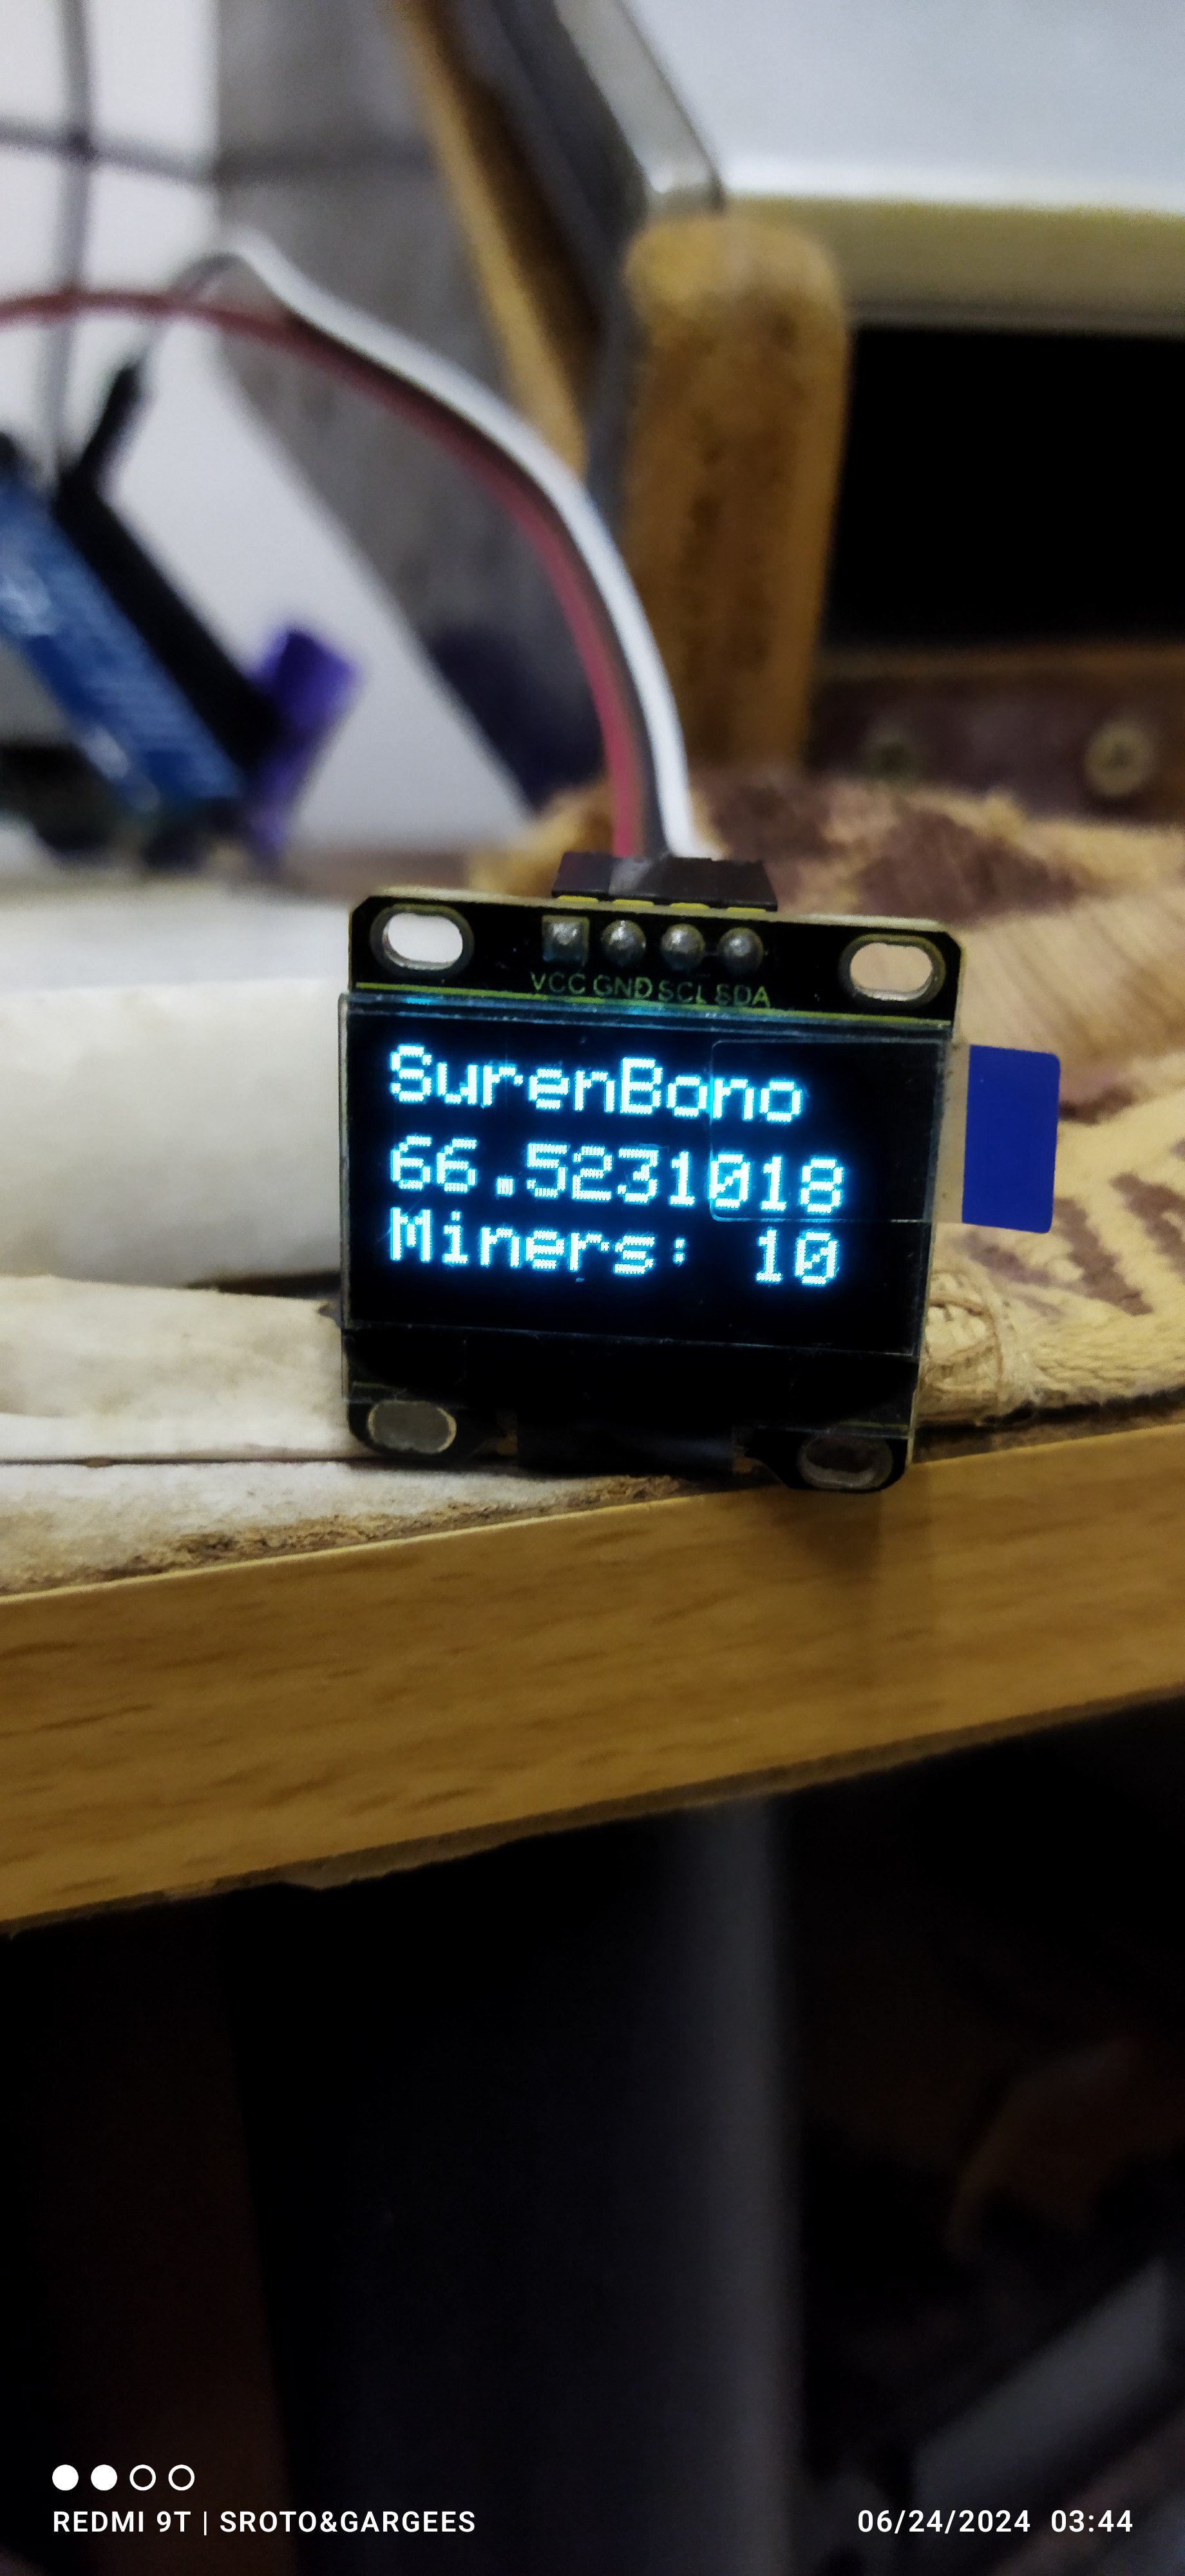 VCC GND SCL SDA
SurenBono
66.5231018
Miners: 10
REDMI 9T | SROTO&GARGEES
06/24/2024 03:44